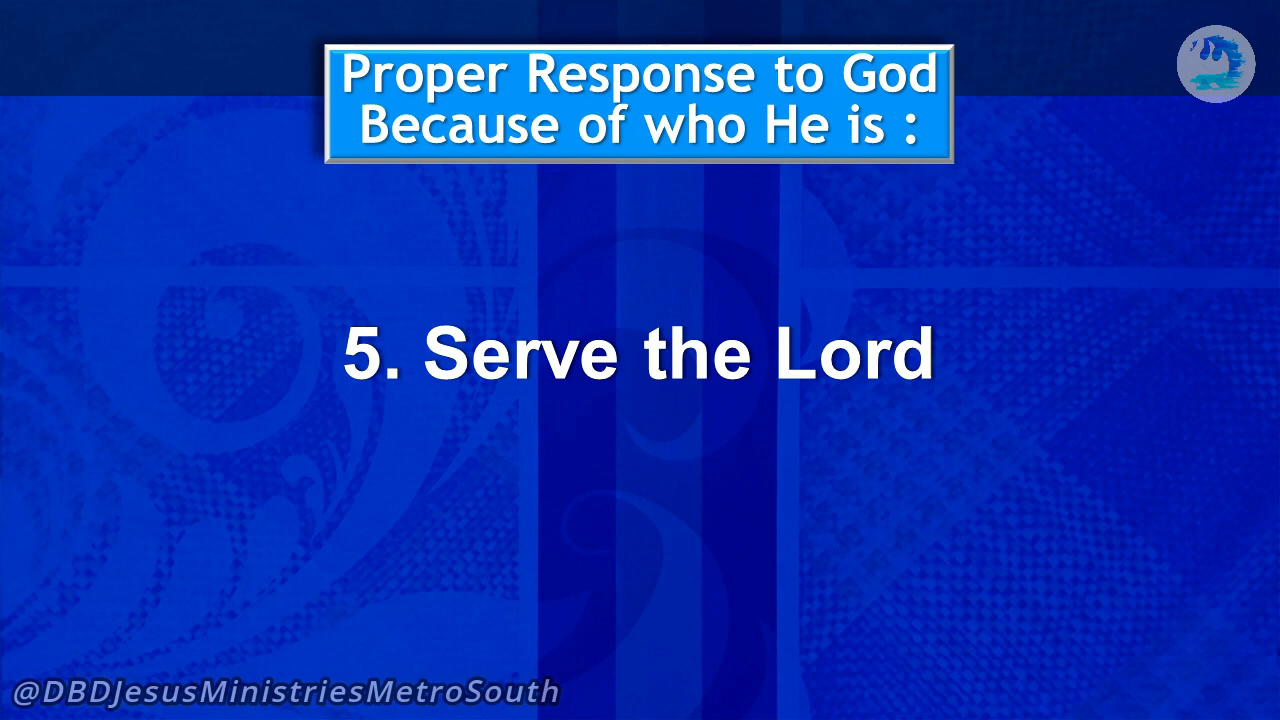 Proper Response to God
Because of who He is :
5. Serve the Lord
@DBDJesusMinistriesMetroSouth